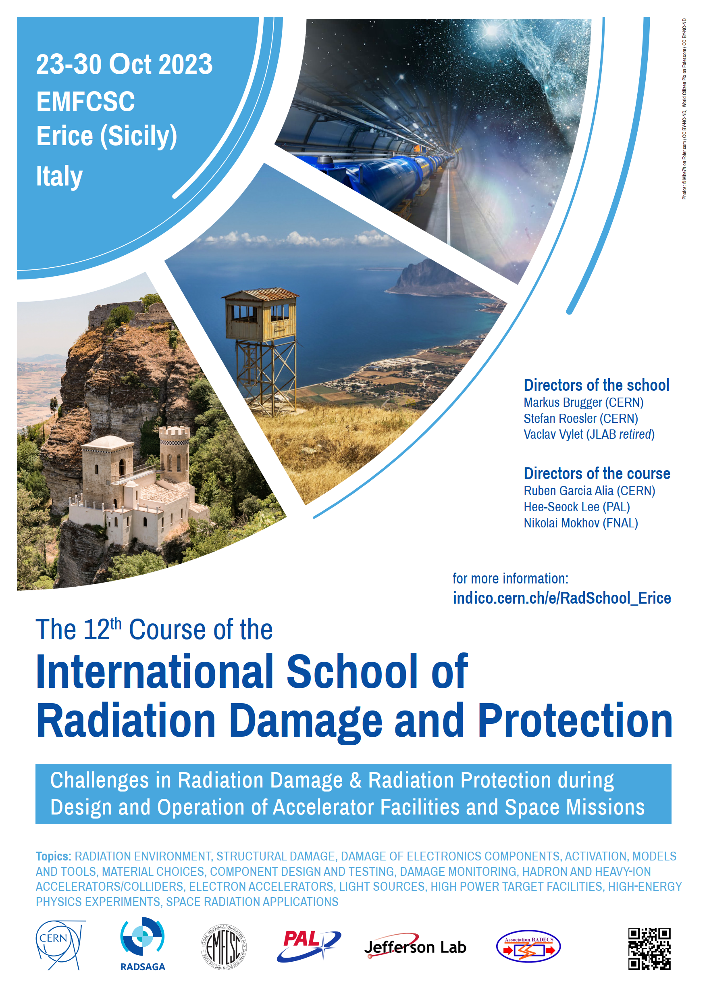 23-30 Oct 2023
EMFCSC
Erice (Sicily)
Italy
Photos: © Mire74 on Foter.com / CC BY-NC-ND, World Citizen Pix on Foter.com / CC BY-NC-ND
Directors of the school
Markus Brugger (CERN)
Stefan Roesler (CERN)
Vaclav Vylet (JLAB retired)
Directors of the course
Ruben Garcia Alia (CERN)
Hee-Seock Lee (PAL)
Nikolai Mokhov (FNAL)
for more information:
indico.cern.ch/e/RadSchool_Erice
The 12th Course of the
International School of
Radiation Damage and Protection
Challenges in Radiation Damage & Radiation Protection during
Design and Operation of Accelerator Facilities and Space Missions
Topics: RADIATION ENVIRONMENT, STRUCTURAL DAMAGE, DAMAGE OF ELECTRONICS COMPONENTS, ACTIVATION, MODELS
AND TOOLS, MATERIAL CHOICES, COMPONENT DESIGN AND TESTING, DAMAGE MONITORING, HADRON AND HEAVY-ION
ACCELERATORS/COLLIDERS, ELECTRON ACCELERATORS, LIGHT SOURCES, HIGH POWER TARGET FACILITIES, HIGH-ENERGY
PHYSICS EXPERIMENTS, SPACE RADIATION APPLICATIONS
CERN
RADSAGA
ETTORE MAJORANA FOUNDATION AND CENTRE FOR SCIENTIFIC CULTURE
EMFCSC
PAL
Jefferson Lab
Association RADECS